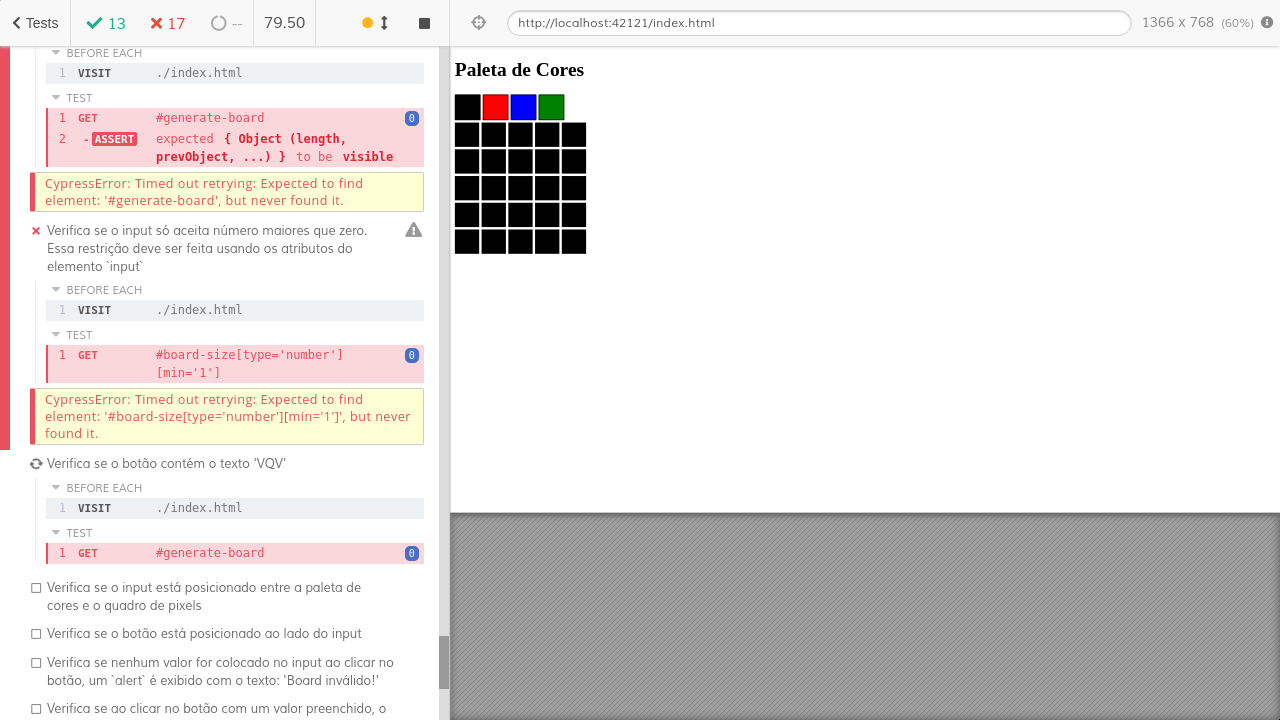 Tests 13 17 -- 79.50
http://localhost:42121/index.html 1366 x 768 (60%)
BEFORE EACH
1 VISIT ./index.html
TEST
1 GET #generate-board 0
2 -ASSERT expected { Object (length,
prevObject, ...) } to be visible
CypressError: Timed out retrying: Expected to find
element: '#generate-board', but never found it.
Verifica se o input só aceita número maiores que zero.
Essa restrição deve ser feita usando os atributos do
elemento `input`
BEFORE EACH
1 VISIT ./index.html
TEST
1 GET #board-size[type='number'] 0
[min='1']
CypressError: Timed out retrying: Expected to find
element: '#board-size[type='number'][min='1']', but never
found it.
Verifica se o botão contém o texto 'VQV'
BEFORE EACH
1 VISIT ./index.html
TEST
1 GET #generate-board 0
Verifica se o input está posicionado entre a paleta de
cores e o quadro de pixels
Verifica se o botão está posicionado ao lado do input
Verifica se nenhum valor for colocado no input ao clicar no
botão, um `alert` é exibido com o texto: 'Board inválido!'
Verifica se ao clicar no botão com um valor preenchido, o
Paleta de Cores